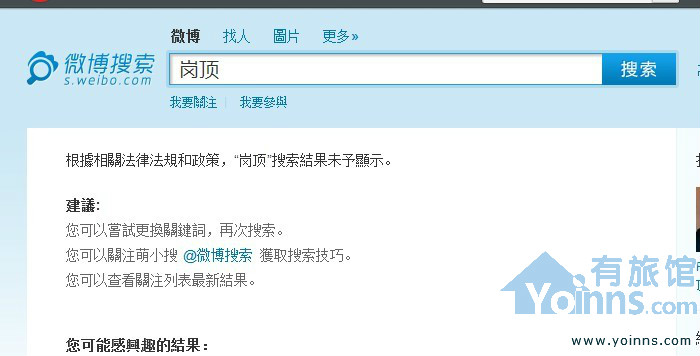 微博 找人 圖片 更多»
微博搜索
s.weibo.com
岗顶
搜索
我要關注 我要參與
根據相關法律法規和政策，“岗顶”搜索結果未予顯示。
建議:
您可以嘗試更換關鍵詞，再次搜索。
您可以關注萌小搜 @微博搜索 獲取搜索技巧。
您可以查看關注列表最新結果。
有旅馆
Yoinns.com
www.yoinns.com
您可能感興趣的結果：